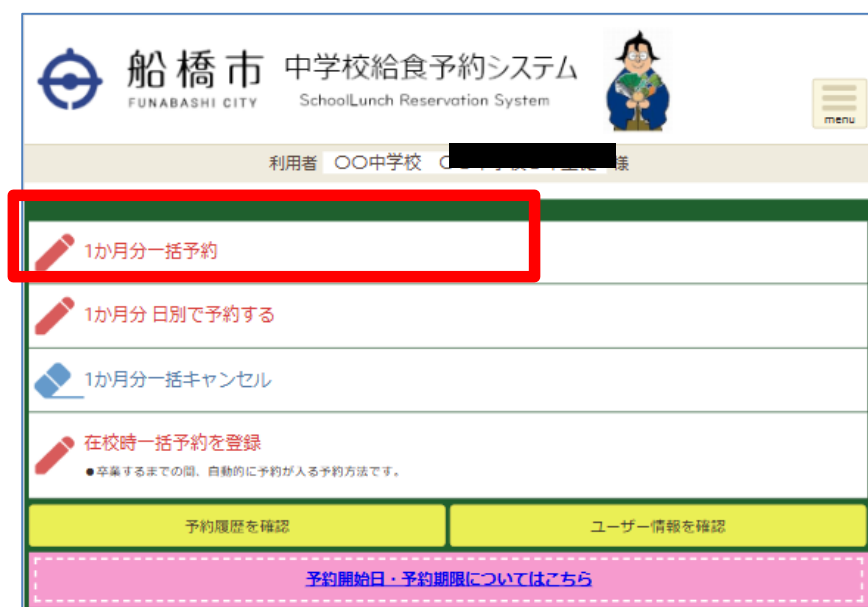 船橋市 中学校給食予約システム
FUNABASHI CITY SchoolLunch Reservation System
menu
利用者 〇〇中学校 様
1か月分一括予約
1か月分 日別で予約する
1か月分一括キャンセル
在校時一括予約を登録
●卒業するまでの間、自動的に予約が入る予約方法です。
予約履歴を確認 ユーザー情報を確認
予約開始日・予約期限についてはこちら